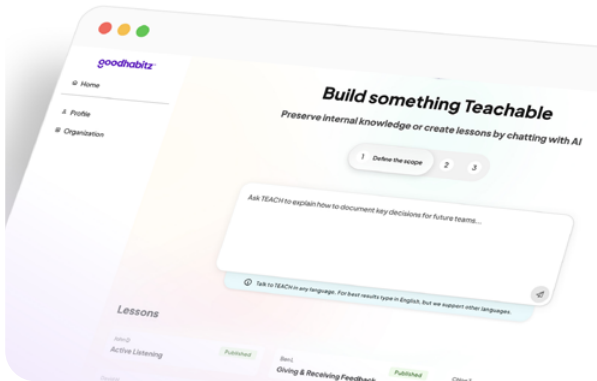 goodhabitz
Home
Profile
Organization
Build something Teachable
Preserve internal knowledge or create lessons by chatting with AI
1 Define the scope 2 3
Ask TEACH to explain how to document key decisions for future teams...
Talk to TEACH in any language. For best results type in English, but we support other languages.
Lessons
Active Listening
Published
Ben L
Giving & Receiving Feedback
Published